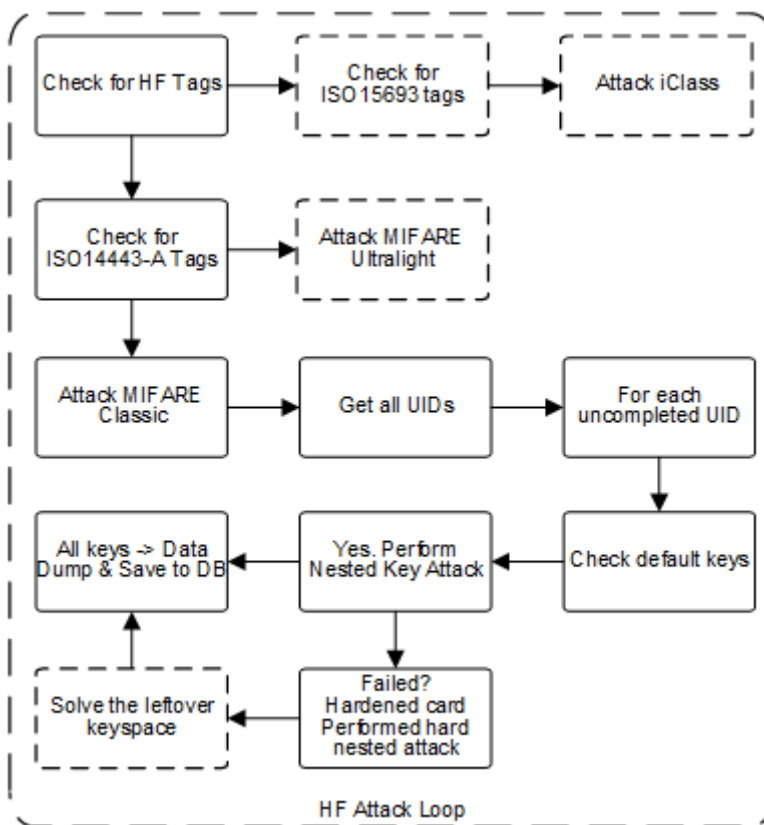 Check for HF Tags
Check for
ISO15693 tags
Attack iClass
Check for
ISO14443-A Tags
Attack MIFARE
Ultralight
Attack MIFARE
Classic
Get all UIDs
For each
uncompleted UID
All keys -> Data
Dump & Save to DB
Yes. Perform
Nested Key Attack
Check default keys
Solve the leftover
keyspace
Failed?
Hardened card
Performed hard
nested attack
HF Attack Loop